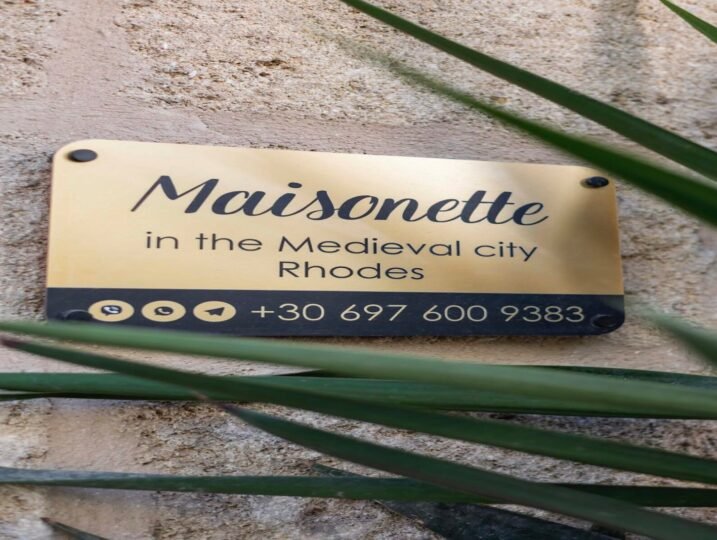 Maisonette
in the Medieval city
Rhodes
+30 697 600 9383